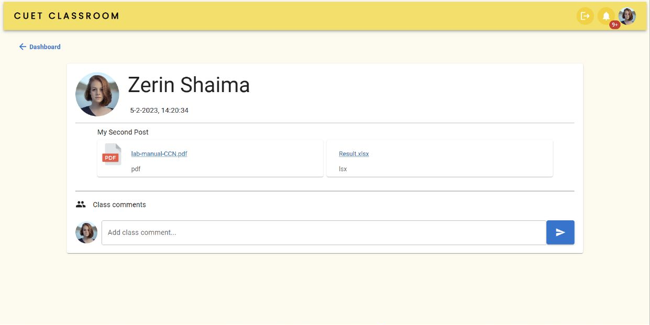 CUET CLASSROOM
9+
Dashboard
Zerin Shaima
5-2-2023, 14:20:34
My Second Post
PDF
lab-manual-CCN.pdf
pdf
Result.xlsx
lsx
Class comments
Add class comment...